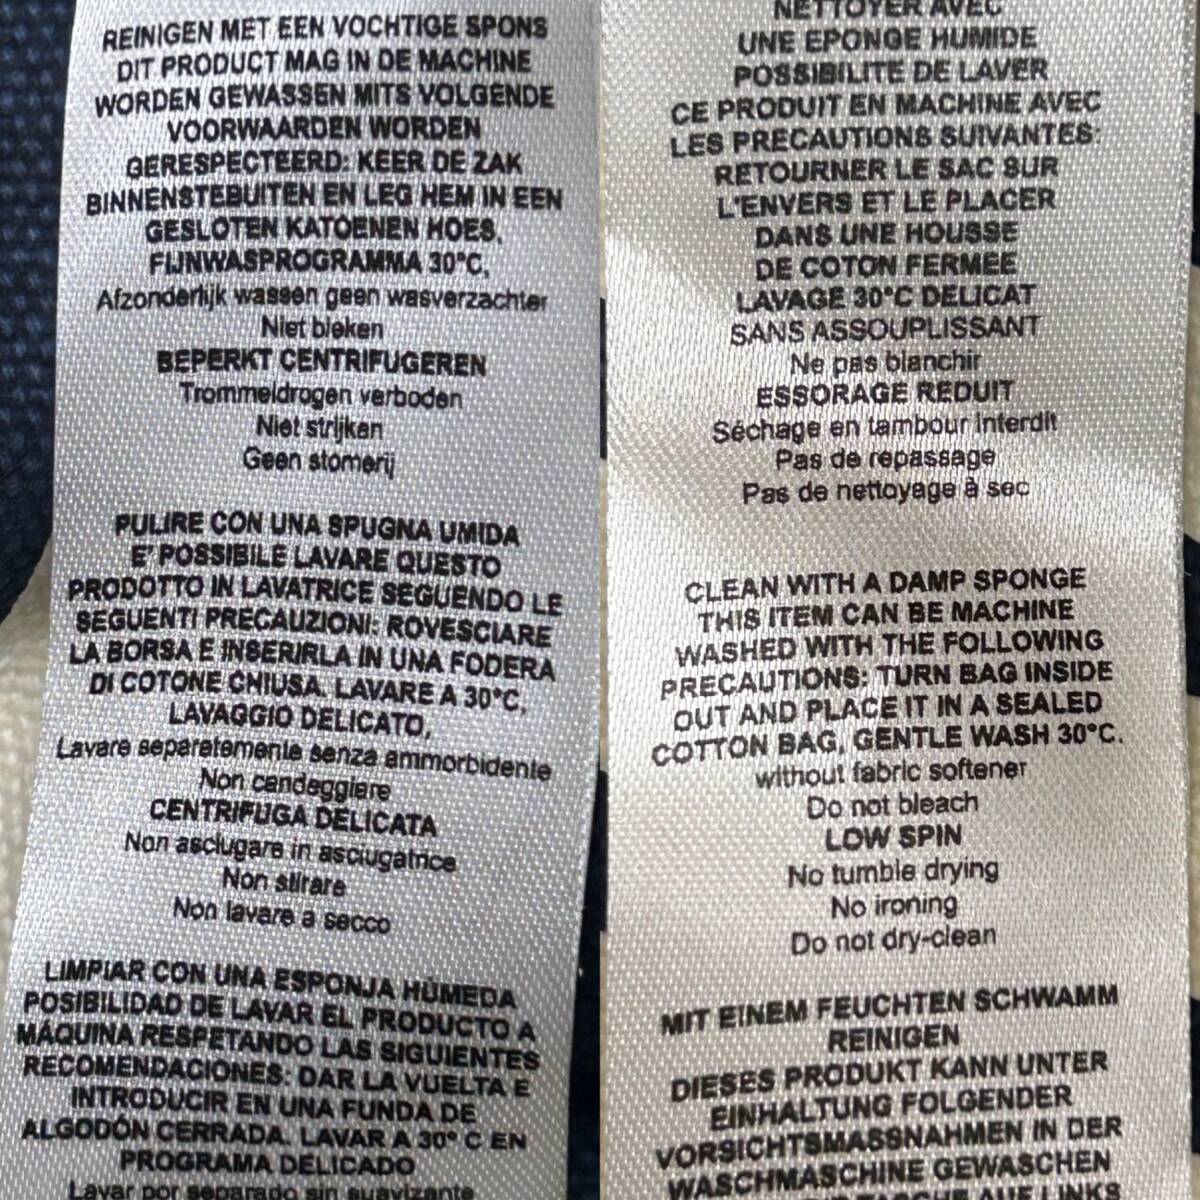 REINIGEN MET EEN VOCHTIGE SPONS
DIT PRODUCT MAG IN DE MACHINE
WORDEN GEWASSEN MITS VOLGENDE
VOORWAARDEN WORDEN
GERESPECTEERD: KEER DE ZAK
BINNENSTEBUITEN EN LEG HEM IN EEN
GESLOTEN KATOENEN HOES,
FIJNWASPROGRAMMA 30°C,
Afzonderlijk wassen geen wasverzachter
Niet bleken
BEPERKT CENTRIFUGEREN
Trommeldrogen verboden
Niet strijken
Geen stomerij
PULIRE CON UNA SPUGNA UMIDA
E' POSSIBILE LAVARE QUESTO
PRODOTTO IN LAVATRICE SEGUENDO LE
SEGUENTI PRECAUZIONI: ROVESCIARE
LA BORSA E INSERIRLA IN UNA FODERA
DI COTONE CHIUSA. LAVARE A 30°C,
LAVAGGIO DELICATO,
Lavare separatemente senza ammorbidente
Non candeggiare
CENTRIFUGA DELICATA
Non asciugare in asciugatrice
Non stirare
Non lavare a secco
LIMPIAR CON UNA ESPONJA HÚMEDA
POSIBILIDAD DE LAVAR EL PRODUCTO A
MÁQUINA RESPETANDO LAS SIGUIENTES
RECOMENDACIONES: DAR LA VUELTA E
INTRODUCIR EN UNA FUNDA DE
ALGODÓN CERRADA. LAVAR A 30° C EN
PROGRAMA DELICADO
Lavar por separado sin suavizante
NETTOYER AVEC
UNE EPONGE HUMIDE
POSSIBILITE DE LAVER
CE PRODUIT EN MACHINE AVEC
LES PRECAUTIONS SUIVANTES:
RETOURNER LE SAC SUR
L'ENVERS ET LE PLACER
DANS UNE HOUSSE
DE COTON FERMEE
LAVAGE 30°C DELICAT
SANS ASSOUPLISSANT
Ne pas blanchir
ESSORAGE REDUIT
Séchage en tambour interdit
Pas de repassage
Pas de nettoyage à sec
CLEAN WITH A DAMP SPONGE
THIS ITEM CAN BE MACHINE
WASHED WITH THE FOLLOWING
PRECAUTIONS: TURN BAG INSIDE
OUT AND PLACE IT IN A SEALED
COTTON BAG, GENTLE WASH 30°C.
without fabric softener
Do not bleach
LOW SPIN
No tumble drying
No ironing
Do not dry-clean
MIT EINEM FEUCHTEN SCHWAMM
REINIGEN
DIESES PRODUKT KANN UNTER
EINHALTUNG FOLGENDER
VORSICHTSMASSNAHMEN IN DER
WASCHMASCHINE GEWASCHEN
LINKS